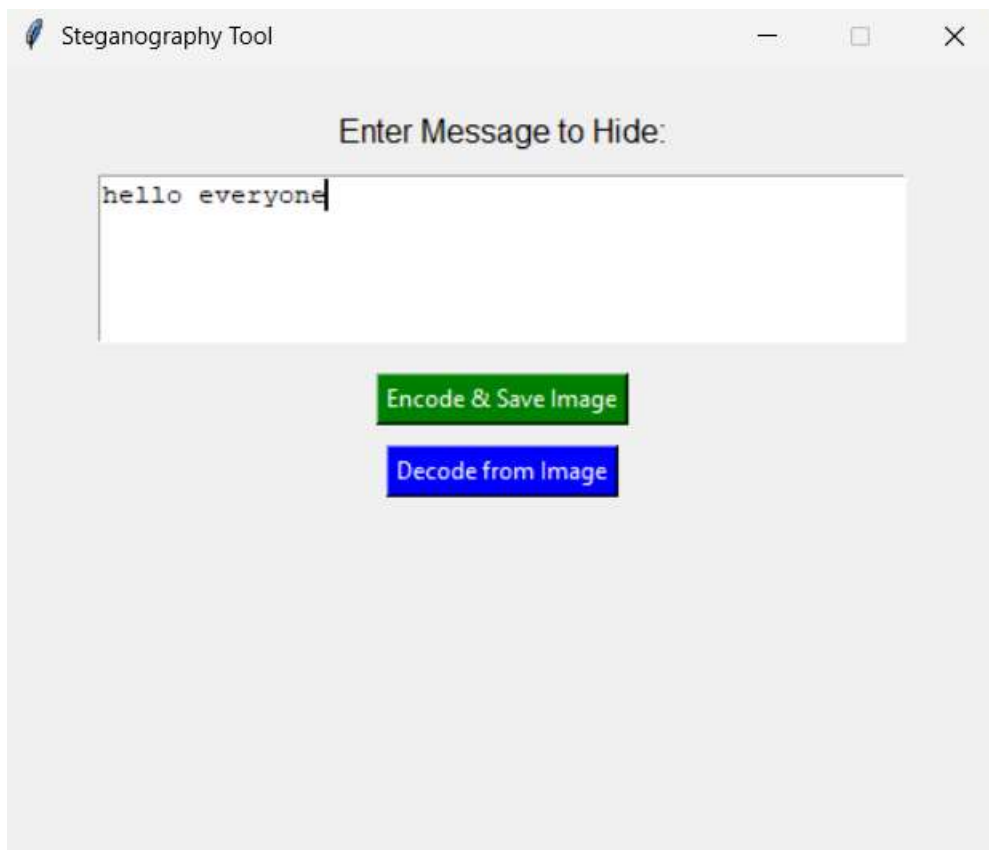 Steganography Tool
Enter Message to Hide:
hello everyone
Encode & Save Image
Decode from Image